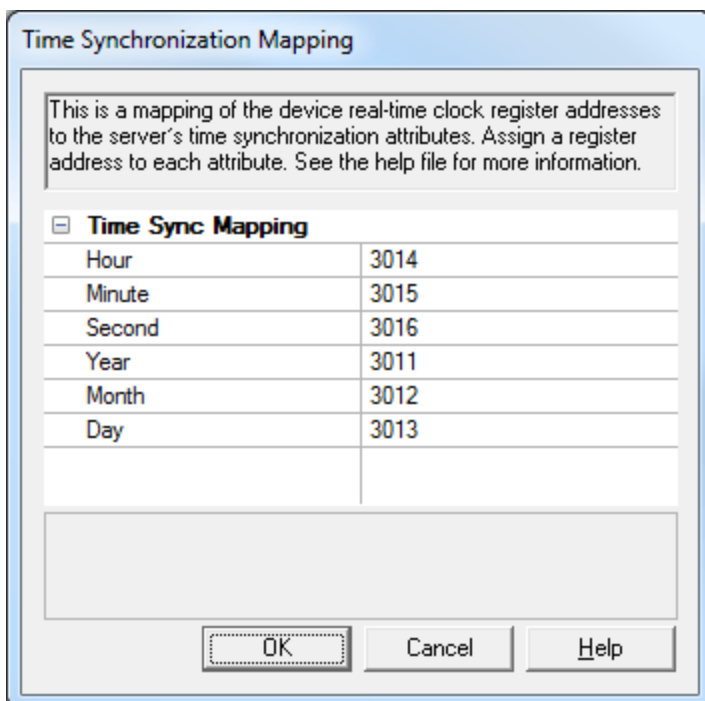 Time Synchronization Mapping
This is a mapping of the device real-time clock register addresses
to the server's time synchronization attributes. Assign a register
address to each attribute. See the help file for more information.
Time Sync Mapping
Hour 3014
Minute 3015
Second 3016
Year 3011
Month 3012
Day 3013
OK Cancel Help